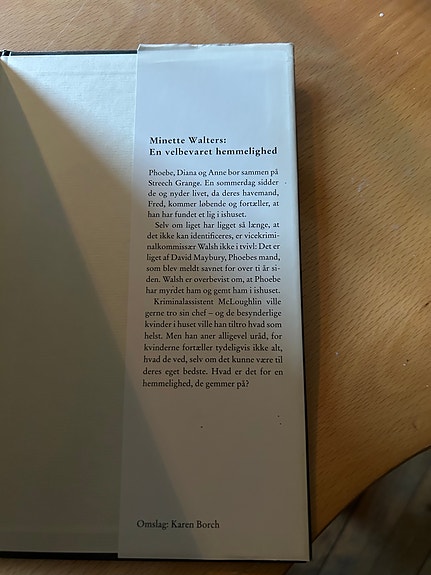 Minette Walters:
En velbevaret hemmelighed
Phoebe, Diana og Anne bor sammen på
Streech Grange. En sommerdag sidder
de og nyder livet, da deres havemand,
Fred, kommer løbende og fortæller, at
han har fundet et lig i ishuset.
Selv om liget har ligget så længe, at
det ikke kan identificeres, er vicekrimi-
nalkommissær Walsh ikke i tvivl: Det er
liget af David Maybury, Phoebes mand,
som blev meldt savnet for over ti år si-
den. Walsh er overbevist om, at Phoebe
har myrdet ham og gemt ham i ishuset.
Kriminalassistent McLoughlin ville
gerne tro sin chef – og de besynderlige
kvinder i huset ville han tiltro hvad som
helst. Men han aner alligevel uråd, for
kvinderne fortæller tydeligvis ikke alt,
hvad de ved, selv om det kunne være til
deres eget bedste. Hvad er det for en
hemmelighed, de gemmer på?
Omslag: Karen Borch